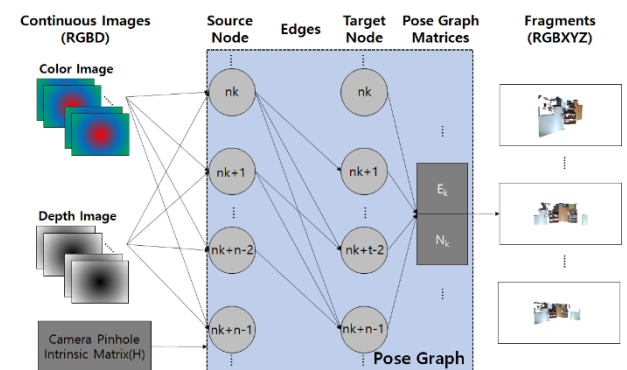 Continuous Images
(RGBD)
Source
Node
Edges
Target
Node
Pose Graph
Matrices
Fragments
(RGBXYZ)
Color Image
Depth Image
Camera Pinhole
Intrinsic Matrix(H)
nk
nk+1
nk+n-2
nk+n-1
nk
nk+1
nk+t-2
nk+n-1
Ek
Nk
Pose Graph